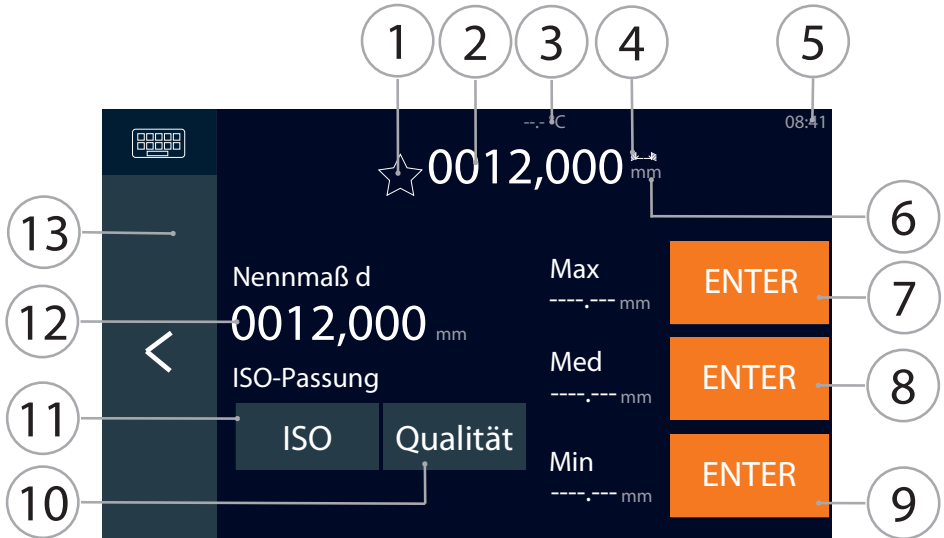 1 2 3 4 5
--.- °C 08:41
0012,000 mm
6
13
Nennmaß d
Max
ENTER
----.--- mm
7
12
0012,000 mm
Med
ENTER
----.--- mm
8
ISO-Passung
11
ISO Qualität
Min
ENTER
----.--- mm
10
9